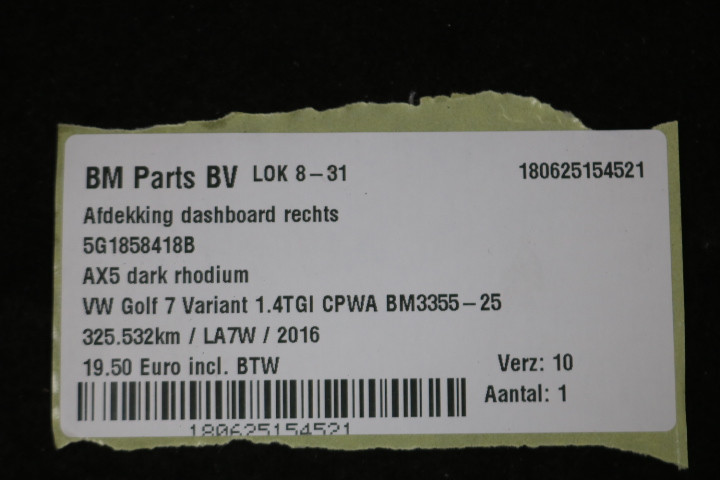 BM Parts BV LOK 8-31 180625154521
Afdekking dashboard rechts
5G1858418B
AX5 dark rhodium
VW Golf 7 Variant 1.4TGI CPWA BM3355-25
325.532km / LA7W / 2016
19.50 Euro incl. BTW Verz: 10
Aantal: 1
180625154521